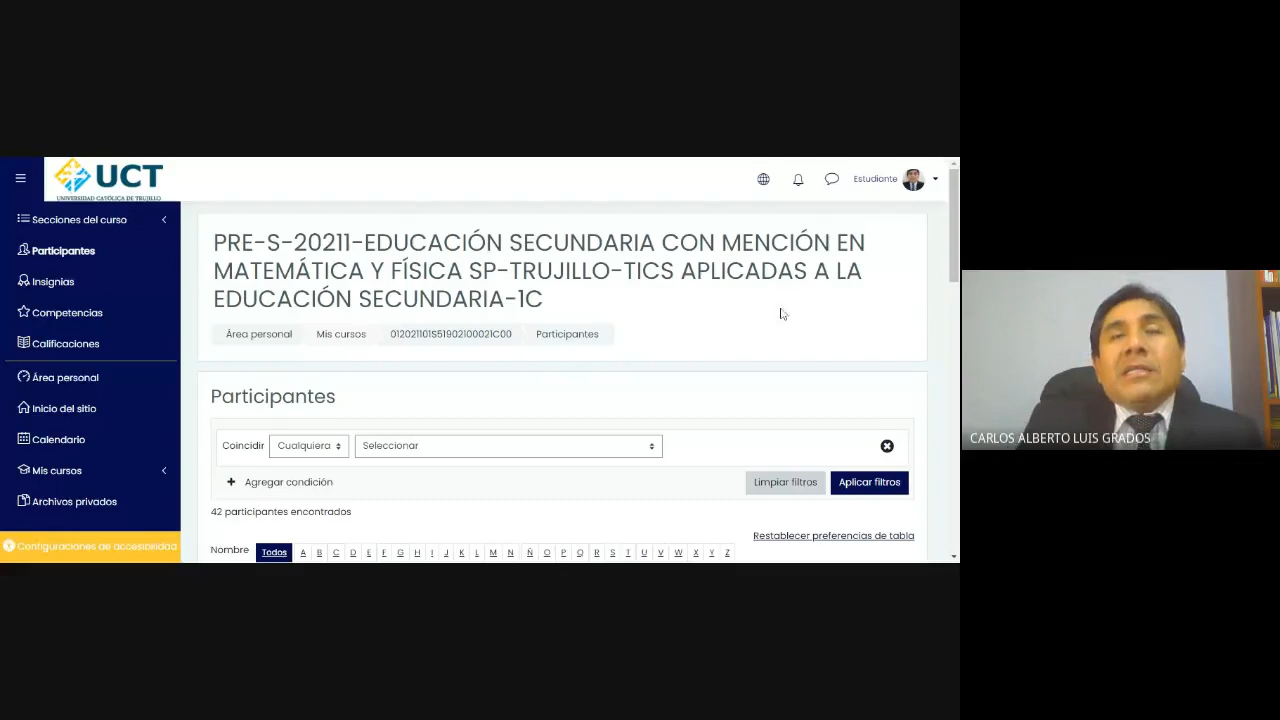 UCT
UNIVERSIDAD CATÓLICA DE TRUJILLO
Estudiante
Secciones del curso
Participantes
Insignias
Competencias
Calificaciones
Área personal
Inicio del sitio
Calendario
Mis cursos
Archivos privados
Configuraciones de accesibilidad
PRE-S-20211-EDUCACIÓN SECUNDARIA CON MENCIÓN EN
MATEMÁTICA Y FÍSICA SP-TRUJILLO-TICS APLICADAS A LA
EDUCACIÓN SECUNDARIA-1C
Área personal Mis cursos 012021101S51902100021C00 Participantes
Participantes
Coincidir Cualquiera Seleccionar
Agregar condición Limpiar filtros Aplicar filtros
42 participantes encontrados
Restablecer preferencias de tabla
Nombre Todos A B C D E F G H I J K L M N Ñ O P Q R S T U V W X Y Z
CARLOS ALBERTO LUIS GRADOS